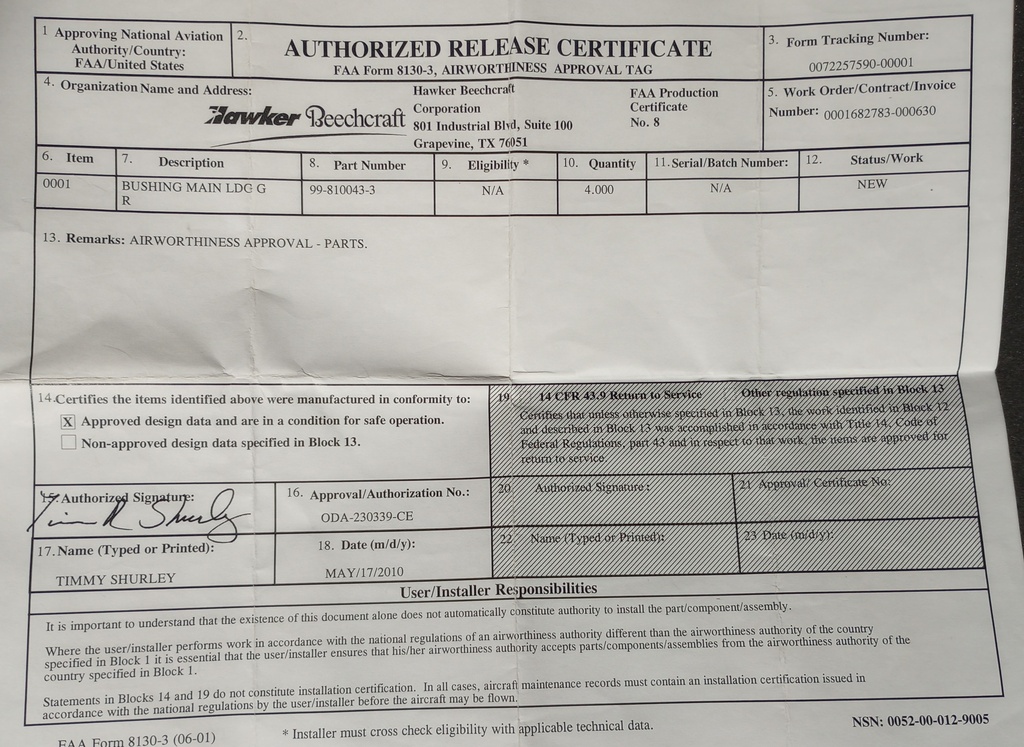 1 Approving National Aviation
Authority/Country:
FAA/United States
2.
AUTHORIZED RELEASE CERTIFICATE
FAA Form 8130-3, AIRWORTHINESS APPROVAL TAG
3. Form Tracking Number:
0072257590-00001
4. Organization Name and Address:
Hawker Beechcraft
Hawker Beechcraft
Corporation
801 Industrial Blvd, Suite 100
Grapevine, TX 76051
FAA Production
Certificate
No. 8
5. Work Order/Contract/Invoice
Number: 0001682783-000630
6. Item
7. Description
8. Part Number
9. Eligibility *
10. Quantity
11. Serial/Batch Number:
12. Status/Work
0001
BUSHING MAIN LDG G
R
99-810043-3
N/A
4.000
N/A
NEW
13. Remarks: AIRWORTHINESS APPROVAL - PARTS.
14. Certifies the items identified above were manufactured in conformity to:
X Approved design data and are in a condition for safe operation.
Non-approved design data specified in Block 13.
19. 14 CFR 43.9 Return to Service Other regulation specified in Block 13
Certifies that unless otherwise specified in Block 13, the work identified in Block 12
and described in Block 13 was accomplished in accordance with Title 14, Code of
Federal Regulations, part 43 and in respect to that work, the items are approved for
return to service
15. Authorized Signature:
Tim R Shurley
16. Approval/Authorization No.:
ODA-230339-CE
20. Authorized Signature:
21 Approval/ Certificate No:
17. Name (Typed or Printed):
TIMMY SHURLEY
18. Date (m/d/y):
MAY/17/2010
22. Name (Typed or Printed):
23 Date (m/d/y):
User/Installer Responsibilities
It is important to understand that the existence of this document alone does not automatically constitute authority to install the part/component/assembly.
Where the user/installer performs work in accordance with the national regulations of an airworthiness authority different than the airworthiness authority of the country
specified in Block 1 it is essential that the user/installer ensures that his/her airworthiness authority accepts parts/components/assemblies from the airworthiness authority of the
country specified in Block 1.
Statements in Blocks 14 and 19 do not constitute installation certification. In all cases, aircraft maintenance records must contain an installation certification issued in
accordance with the national regulations by the user/installer before the aircraft may be flown.
FAA Form 8130-3 (06-01)
* Installer must cross check eligibility with applicable technical data.
NSN: 0052-00-012-9005